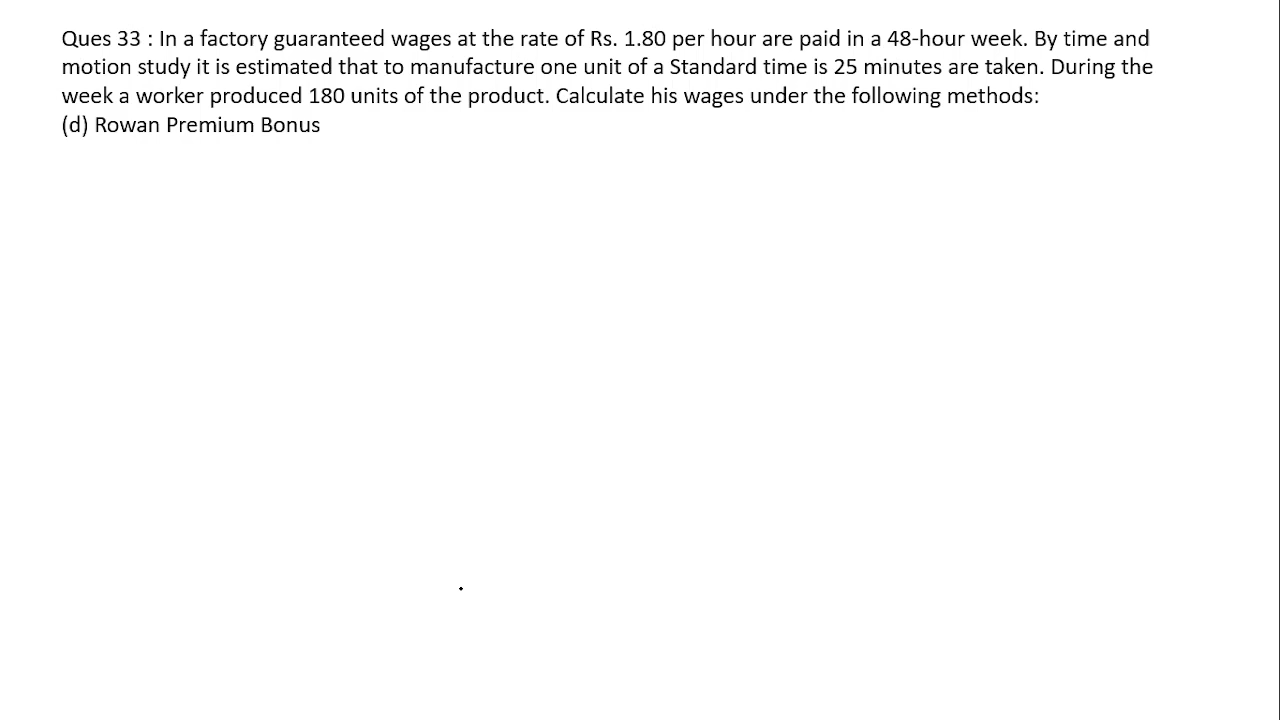 Ques 33 : In a factory guaranteed wages at the rate of Rs. 1.80 per hour are paid in a 48-hour week. By time and
motion study it is estimated that to manufacture one unit of a Standard time is 25 minutes are taken. During the
week a worker produced 180 units of the product. Calculate his wages under the following methods:
(d) Rowan Premium Bonus